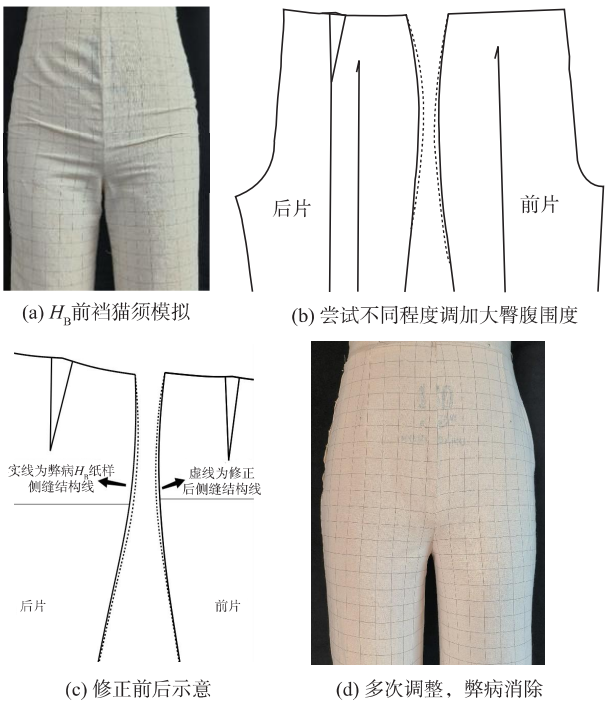 后片
前片
(a) HB前裆猫须模拟
(b) 尝试不同程度调加大臀腹围度
实线为弊病HB纸样
侧缝结构线
虚线为修正
后侧缝结构线
后片
前片
(c) 修正前后示意
(d) 多次调整，弊病消除